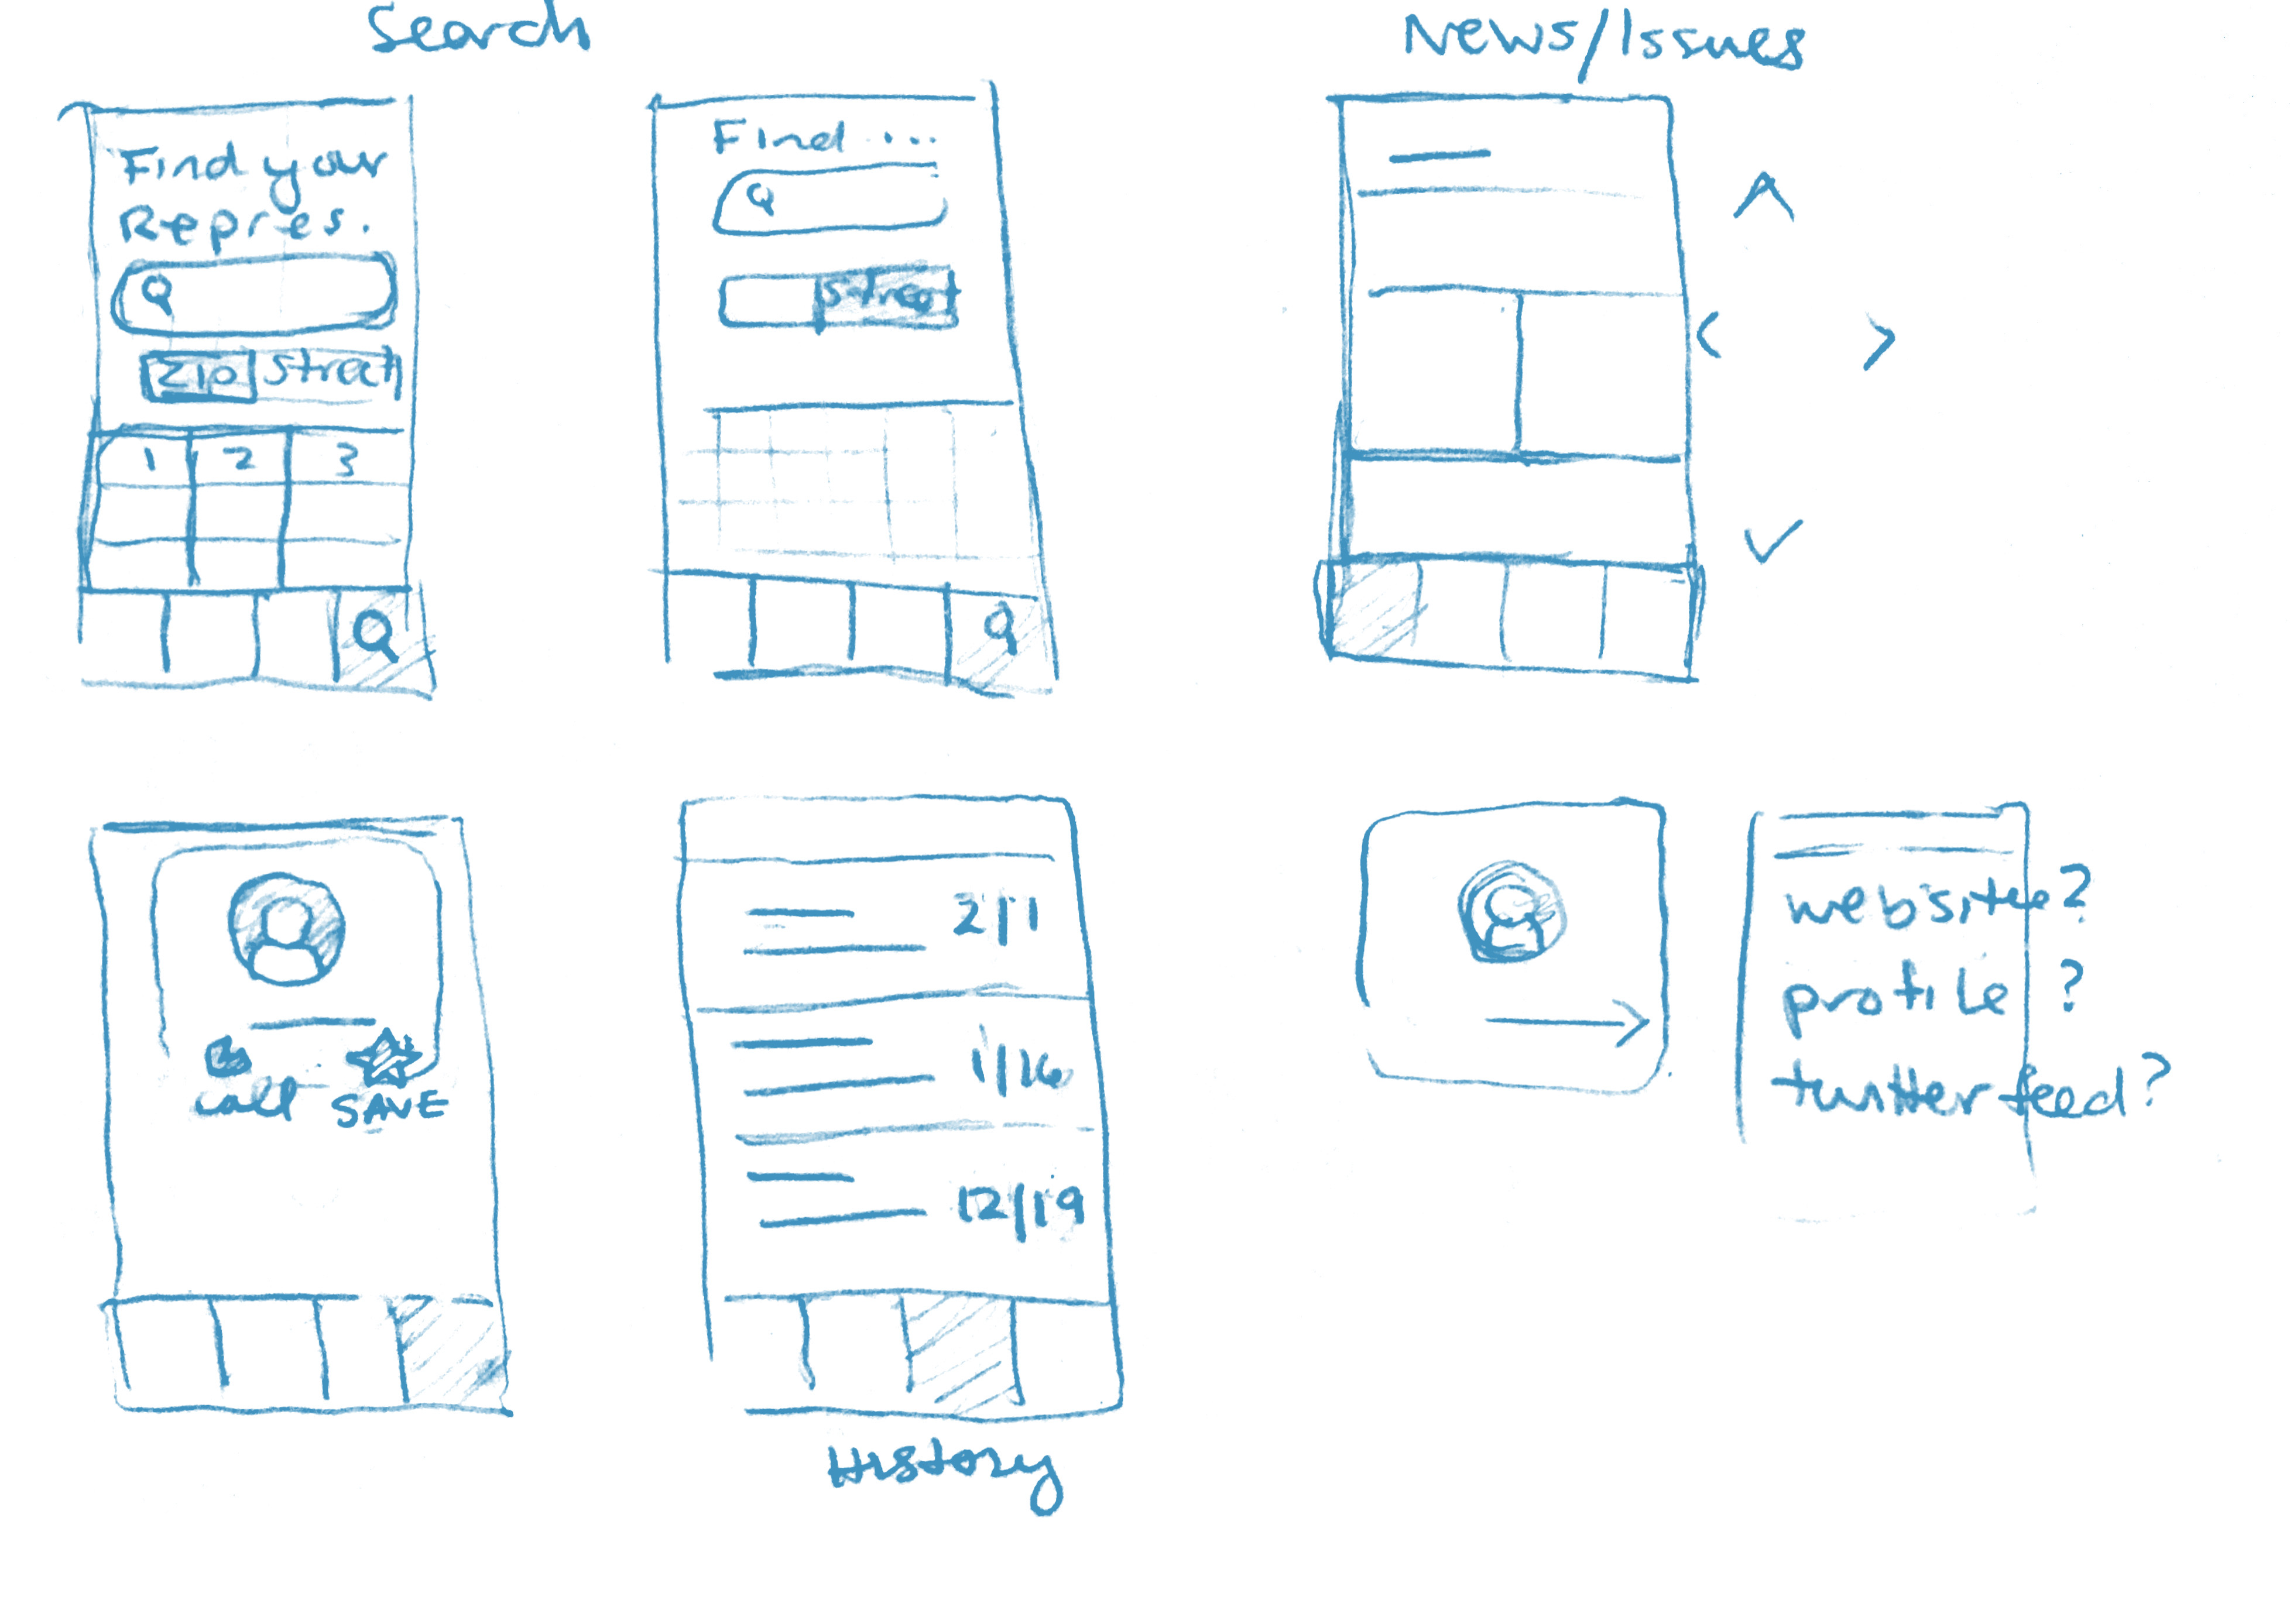 Search
News/Issues
Find your
Repres.
Zip Street
1 2 3
Find ...
Street
call SAVE
2/1
1/16
12/19
History
website?
profile ?
twitter feed?